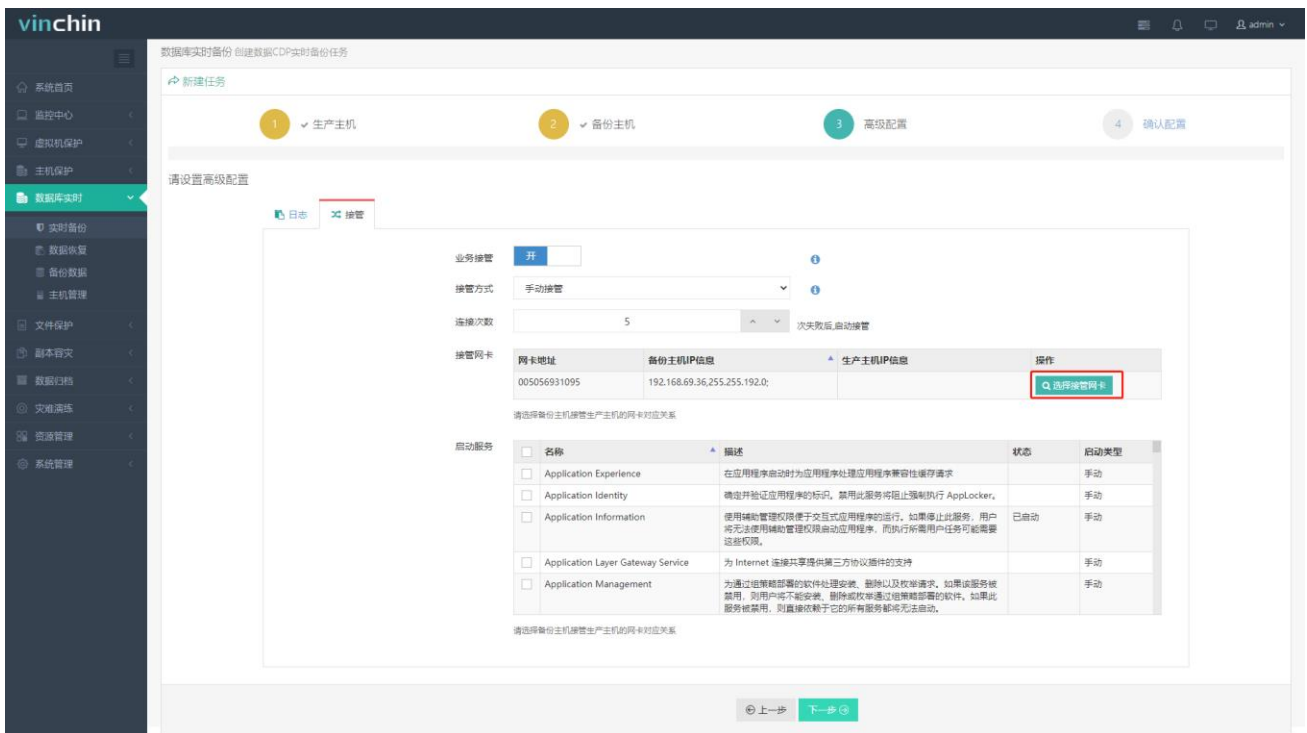 vinchin
admin
数据库实时备份 创建数据CDP实时备份任务
新建任务
系统首页
监控中心
虚拟机保护
主机保护
数据库实时
实时备份
数据恢复
备份数据
主机管理
文件保护
副本容灾
数据归档
灾难演练
资源管理
系统管理
1 生产主机
2 备份主机
3 高级配置
4 确认配置
请设置高级配置
日志 接管
业务接管 开
接管方式 手动接管
连接次数 5 次失败后,启动接管
接管网卡
网卡地址 备份主机IP信息 生产主机IP信息 操作
005056931095 192.168.69.36,255.255.192.0; 选择接管网卡
请选择备份主机接管生产主机的网卡对应关系
启动服务
名称 描述 状态 启动类型
Application Experience 在应用程序启动时为应用程序处理应用程序兼容性缓存请求 手动
Application Identity 确定并验证应用程序的标识。禁用此服务将阻止强制执行 AppLocker。 手动
Application Information 使用辅助管理权限便于交互式应用程序的运行。如果停止此服务，用户 已启动 手动
将无法使用辅助管理权限启动应用程序，而执行所需用户任务可能需要
这些权限。
Application Layer Gateway Service 为 Internet 连接共享提供第三方协议插件的支持 手动
Application Management 为通过组策略部署的软件处理安装、删除以及枚举请求。如果该服务被 手动
禁用，则用户将不能安装、删除或枚举通过组策略部署的软件。如果此
服务被禁用，则直接依赖于它的所有服务都将无法启动。
请选择备份主机接管生产主机的网卡对应关系
上一步 下一步